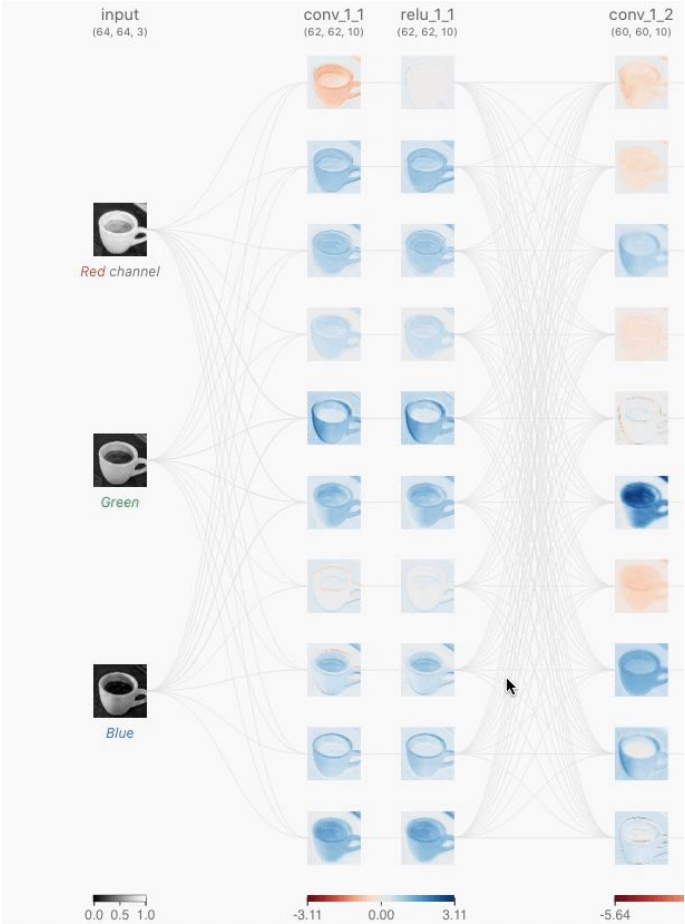 input
(64, 64, 3)
conv_1_1
(62, 62, 10)
relu_1_1
(62, 62, 10)
conv_1_2
(60, 60, 10)
Red channel
Green
Blue
0.0 0.5 1.0
-3.11 0.00 3.11
-5.64